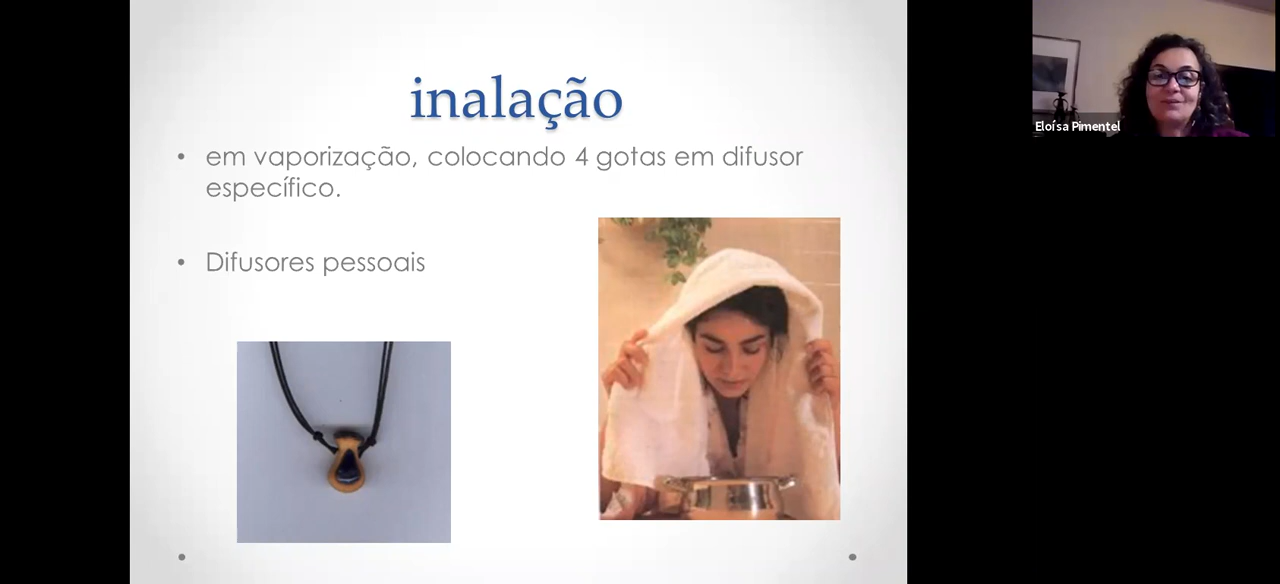 inalação
• em vaporização, colocando 4 gotas em difusor
específico.
• Difusores pessoais
Eloísa Pimentel